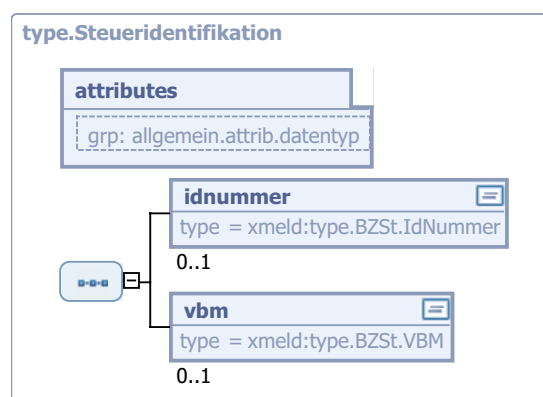 type.Steueridentifikation
attributes
grp: allgemein.attrib.datentyp
idnummer
type = xmeld:type.BZSt.IdNummer
0..1
vbm
type = xmeld:type.BZSt.VBM
0..1